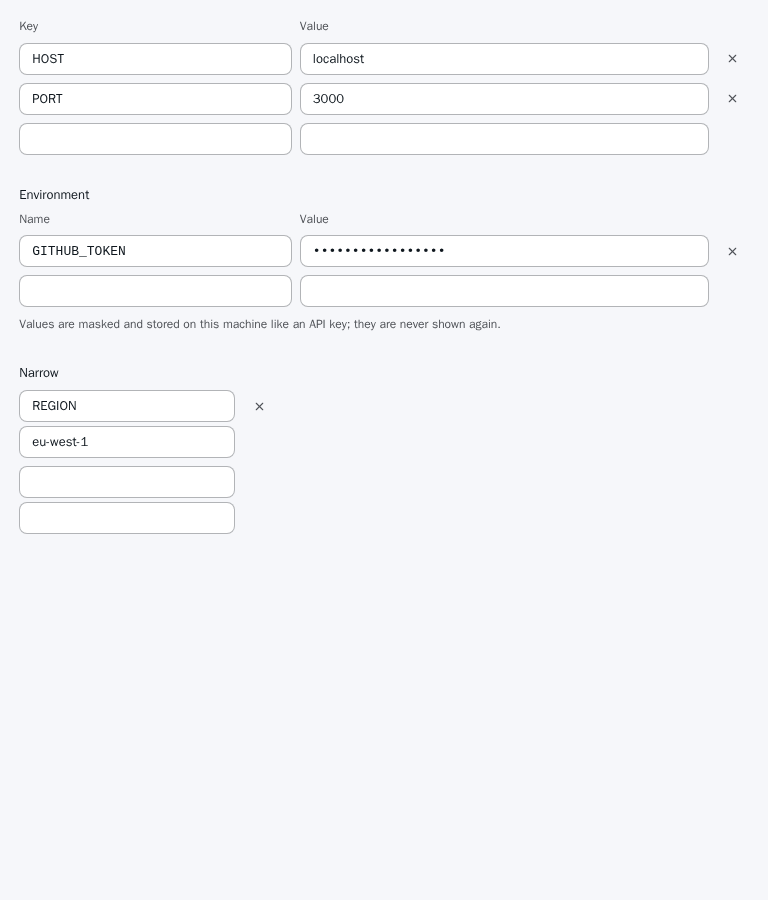 Key Value
HOST localhost ×
PORT 3000 ×
Environment
Name Value
GITHUB_TOKEN ••••••••••••••••• ×
Values are masked and stored on this machine like an API key; they are never shown again.
Narrow
REGION ×
eu-west-1